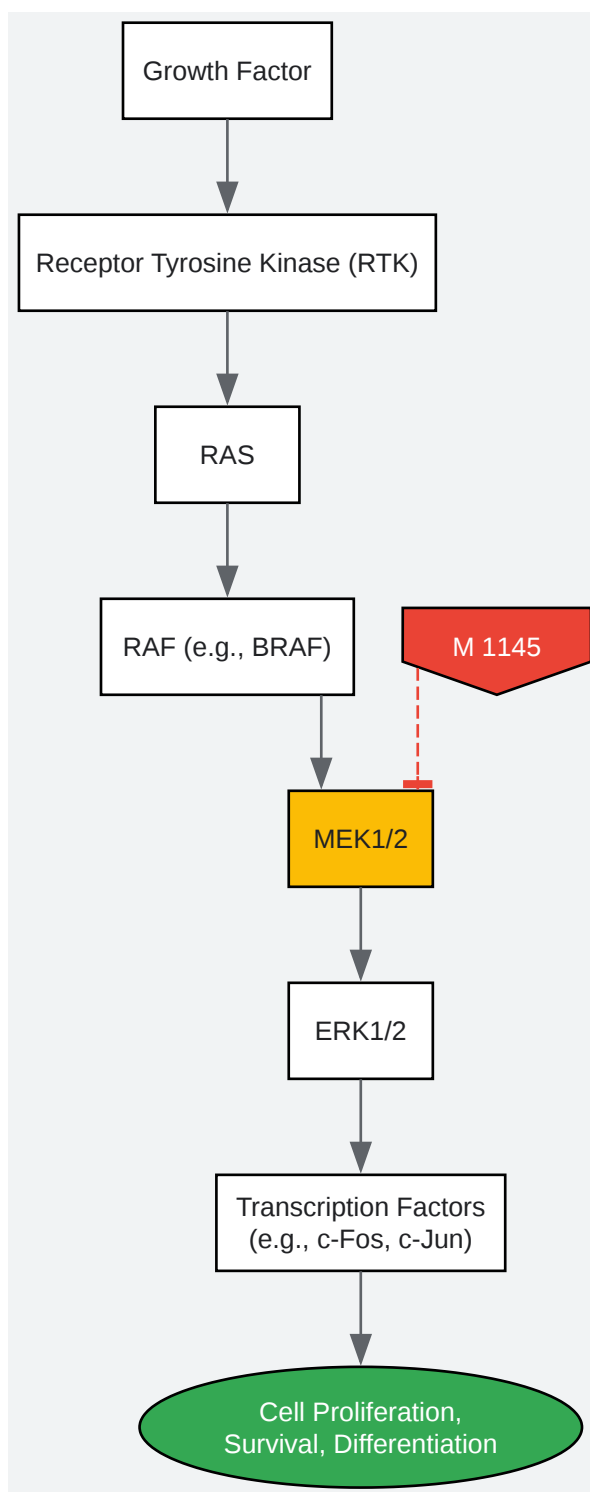 Growth Factor
Receptor Tyrosine Kinase (RTK)
RAS
RAF (e.g., BRAF)
M 1145
MEK1/2
ERK1/2
Transcription Factors
(e.g., c-Fos, c-Jun)
Cell Proliferation,
Survival, Differentiation